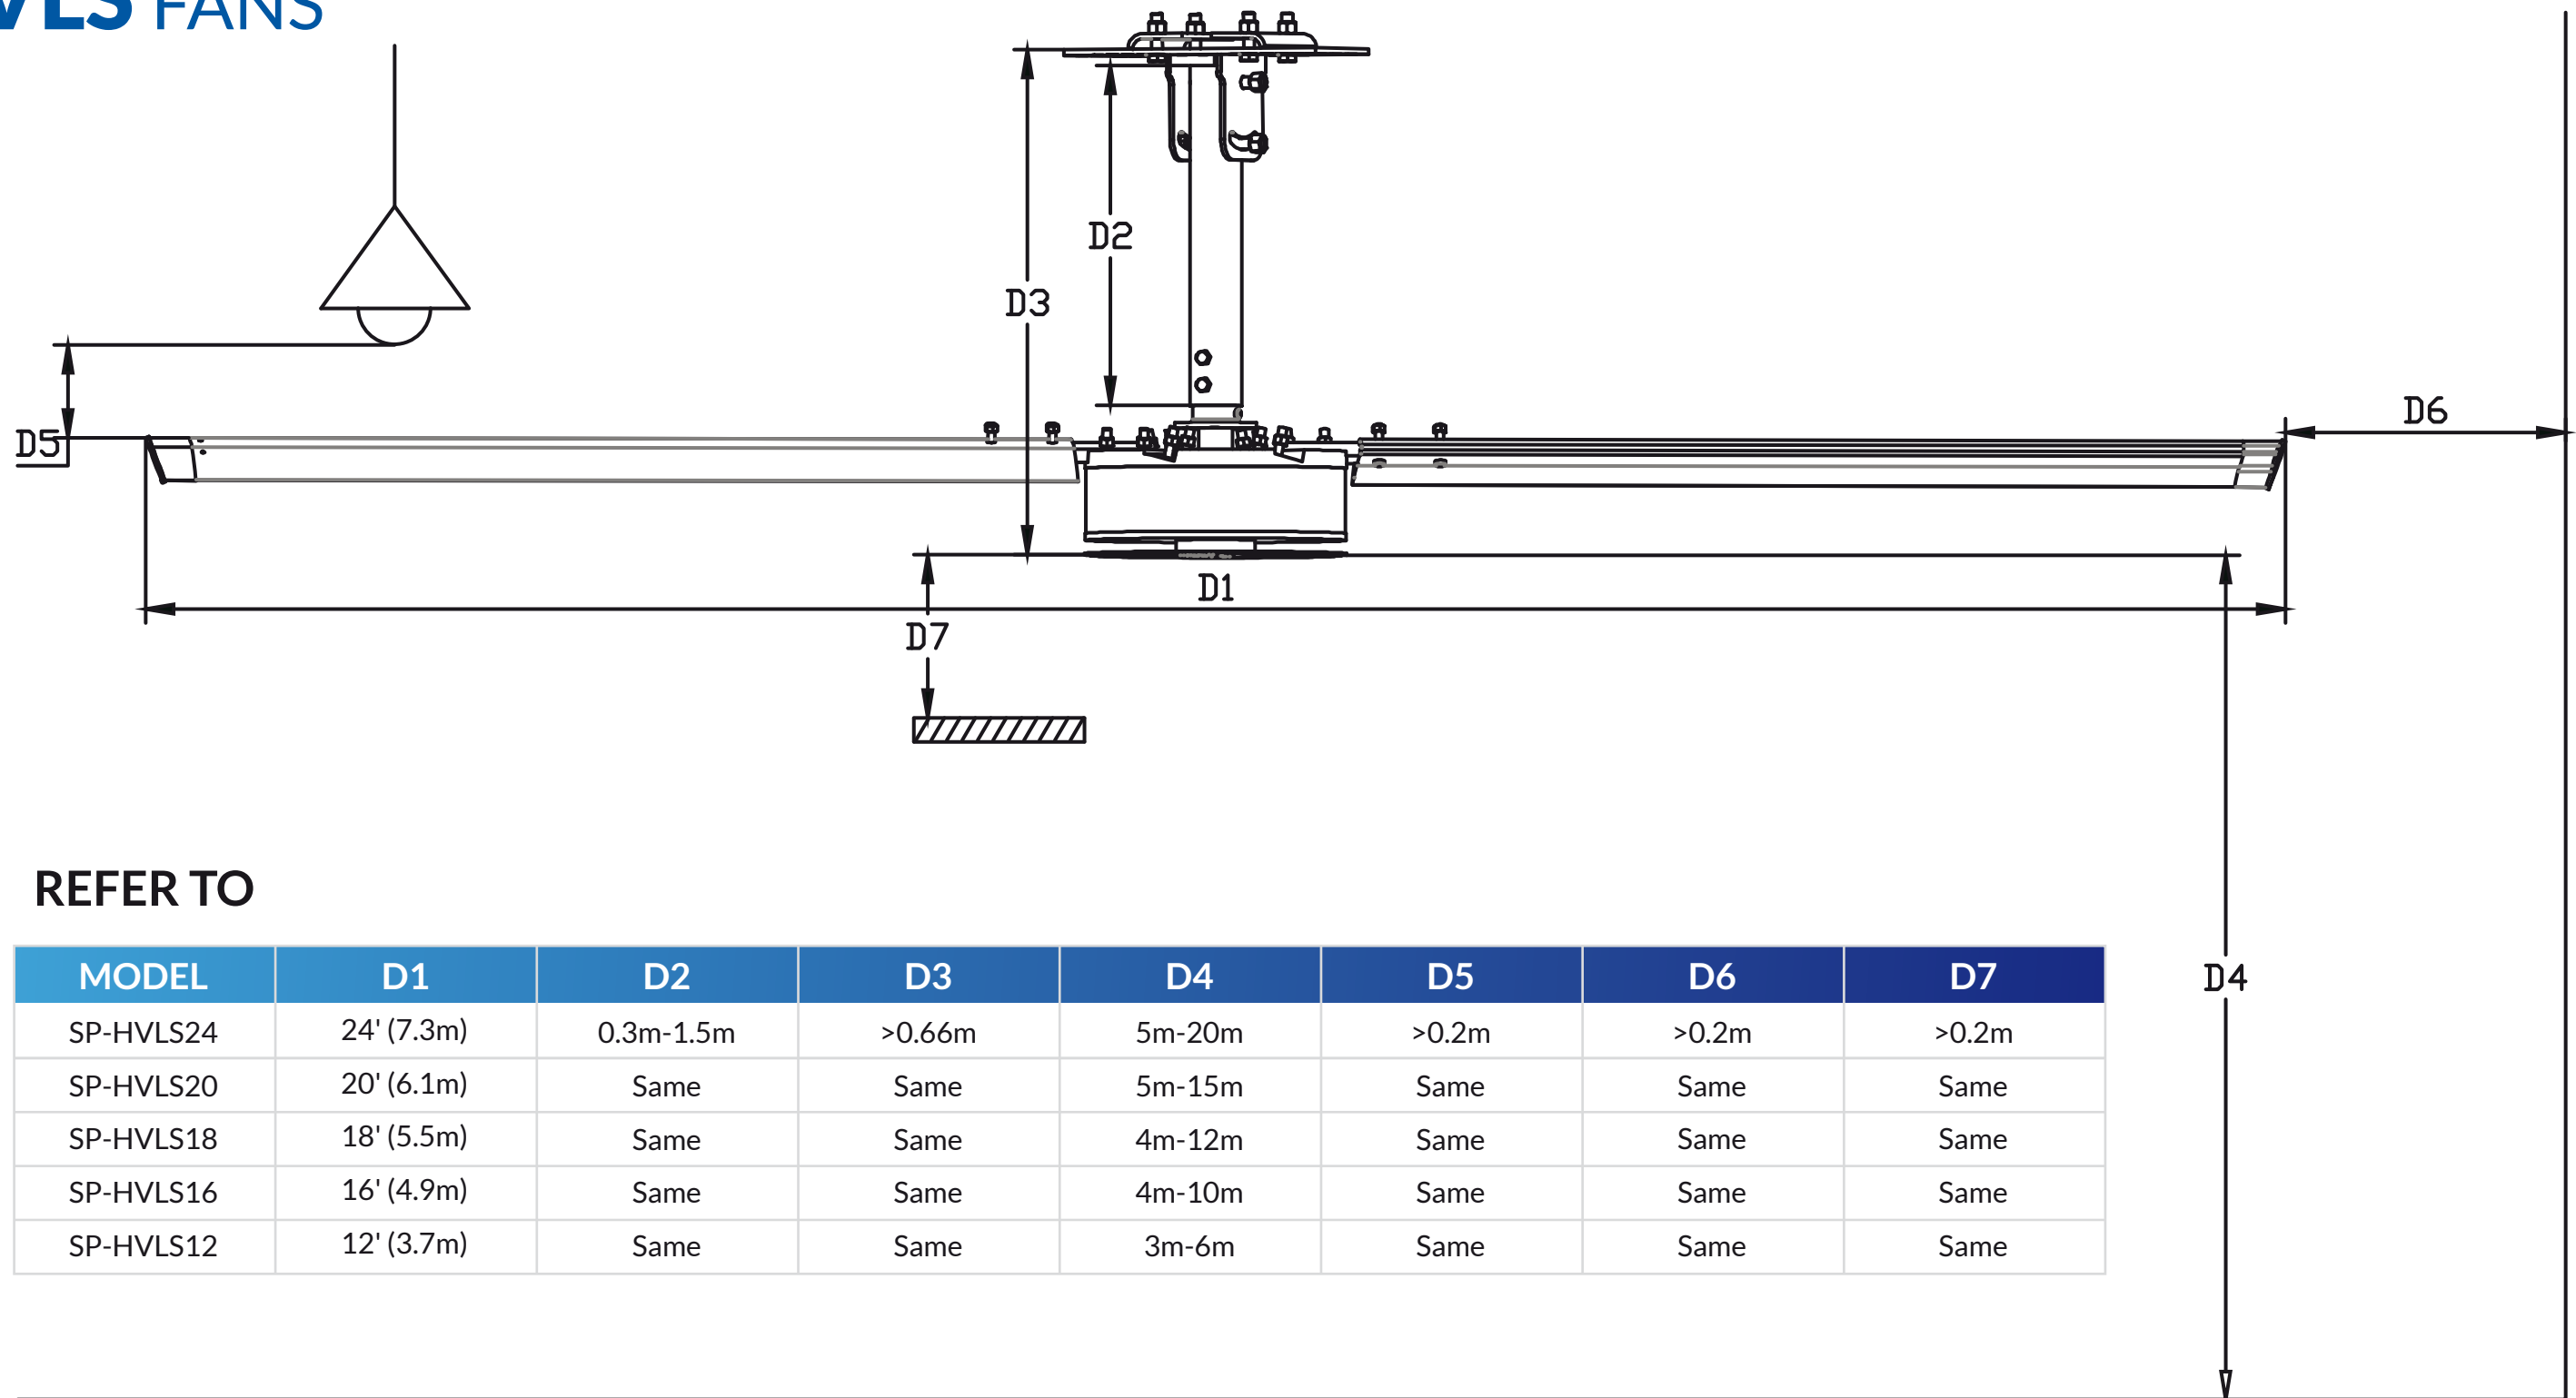 VLS FANS
D2
D3
D6
D5
D1
D7
D4
REFER TO
MODEL D1 D2 D3 D4 D5 D6 D7
SP-HVLS24 24' (7.3m) 0.3m-1.5m >0.66m 5m-20m >0.2m >0.2m >0.2m
SP-HVLS20 20' (6.1m) Same Same 5m-15m Same Same Same
SP-HVLS18 18' (5.5m) Same Same 4m-12m Same Same Same
SP-HVLS16 16' (4.9m) Same Same 4m-10m Same Same Same
SP-HVLS12 12' (3.7m) Same Same 3m-6m Same Same Same